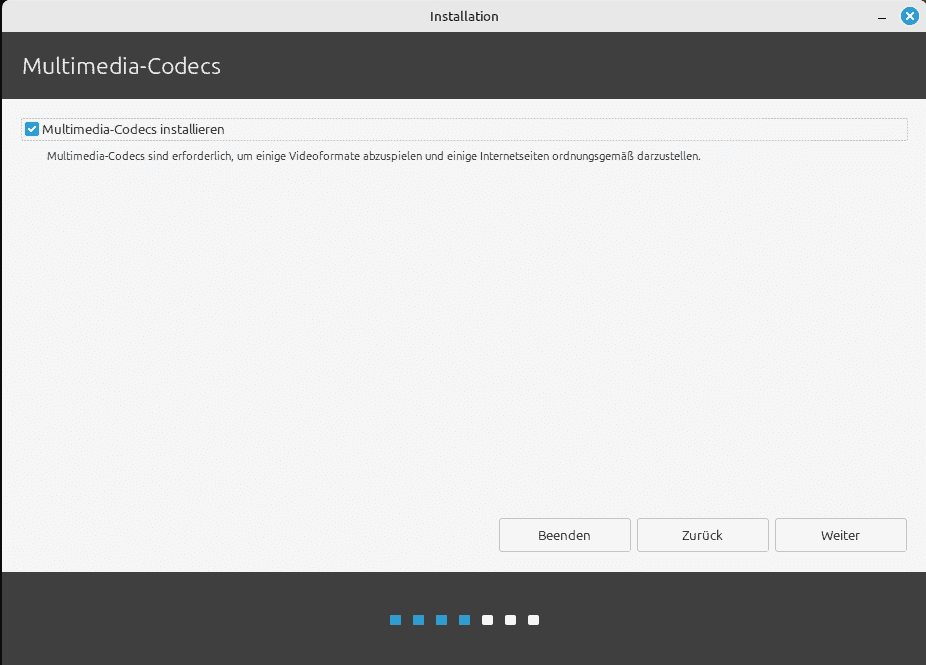 Installation
Multimedia-Codecs
Multimedia-Codecs installieren
Multimedia-Codecs sind erforderlich, um einige Videoformate abzuspielen und einige Internetseiten ordnungsgemäß darzustellen.
Beenden Zurück Weiter